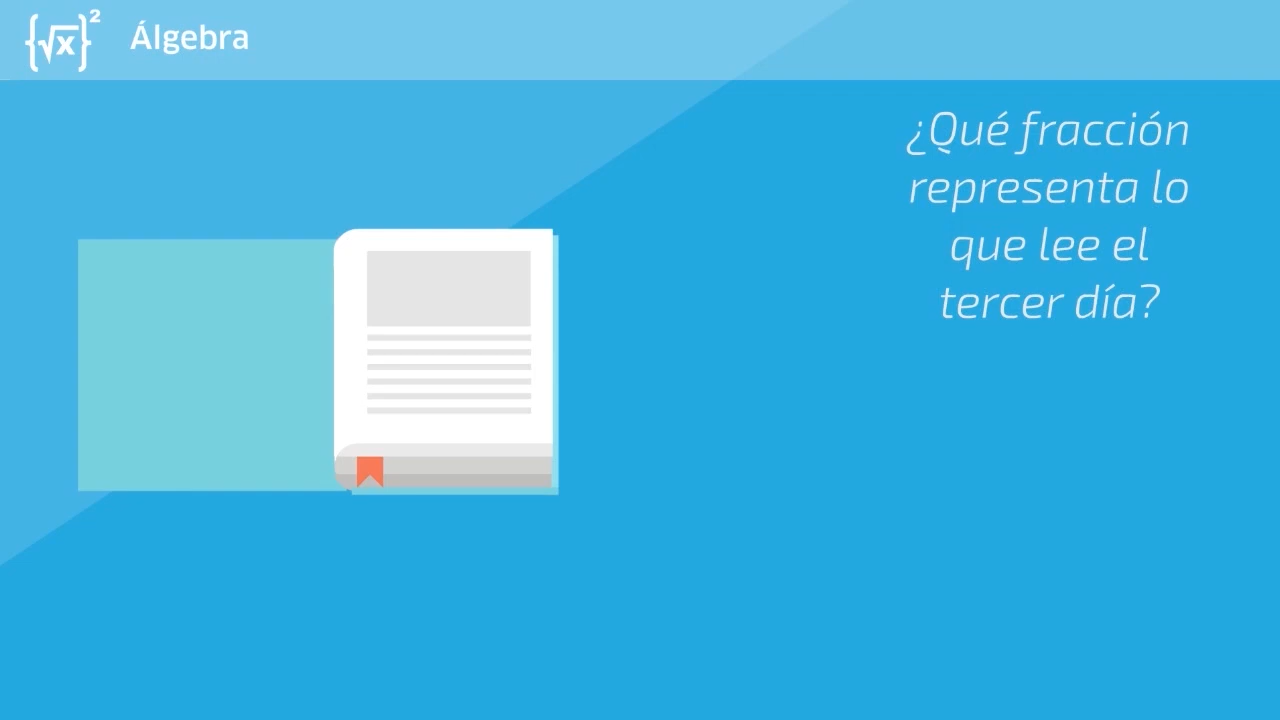 {√x}²
Álgebra
¿Qué fracción
representa lo
que lee el
tercer día?